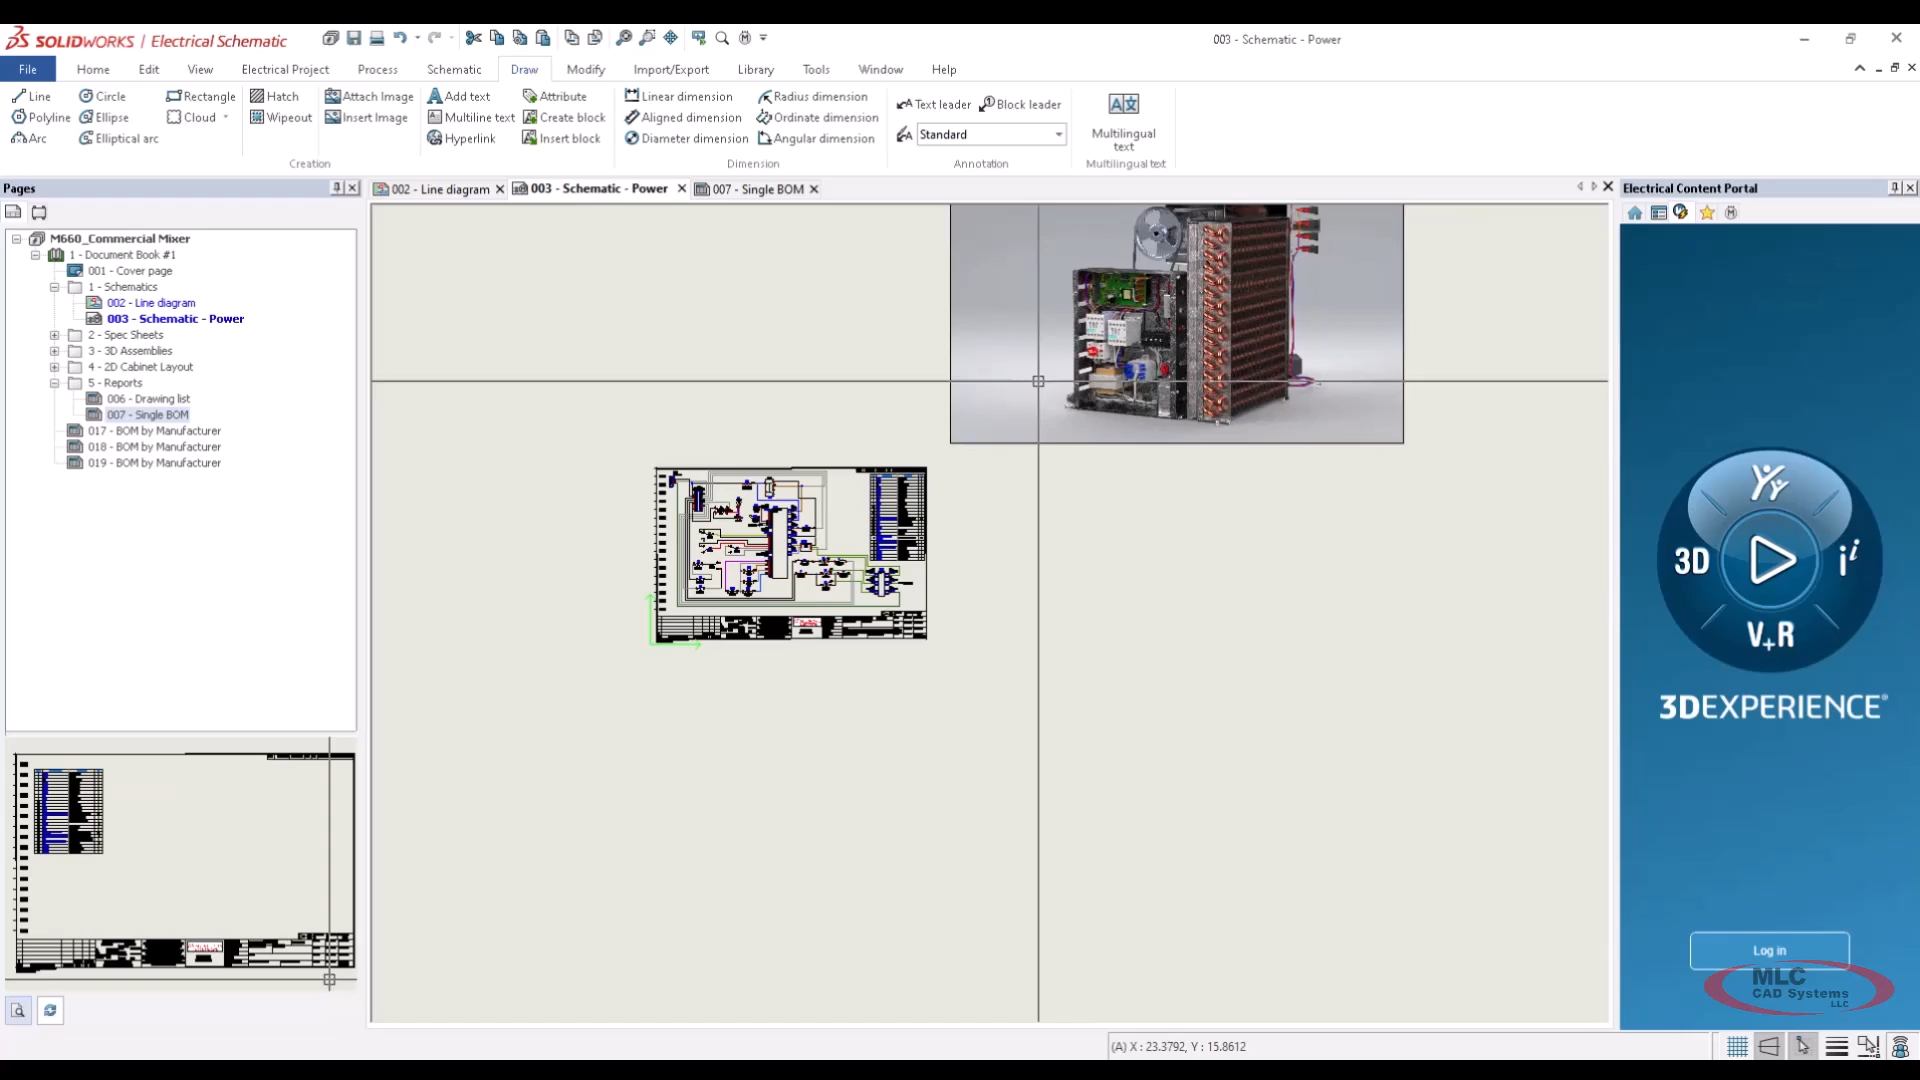 SOLIDWORKS | Electrical Schematic
003 - Schematic - Power
File Home Edit View Electrical Project Process Schematic Draw Modify Import/Export Library Tools Window Help
Line Circle Rectangle Hatch Attach Image Add text Attribute Linear dimension Radius dimension
Text leader Block leader
Polyline Ellipse Cloud Wipeout Insert Image Multiline text Create block Aligned dimension Ordinate dimension
Arc Elliptical arc Hyperlink Insert block Diameter dimension Angular dimension
Standard
Multilingual
text
Creation Dimension Annotation Multilingual text
Pages
002 - Line diagram 003 - Schematic - Power 007 - Single BOM
Electrical Content Portal
M660_Commercial Mixer
1 - Document Book #1
001 - Cover page
1 - Schematics
002 - Line diagram
003 - Schematic - Power
2 - Spec Sheets
3 - 3D Assemblies
4 - 2D Cabinet Layout
5 - Reports
006 - Drawing list
007 - Single BOM
017 - BOM by Manufacturer
018 - BOM by Manufacturer
019 - BOM by Manufacturer
3D
V+R
3DEXPERIENCE®
Log in
MLC
CAD Systems
LLC
(A) X : 23.3792, Y : 15.8612